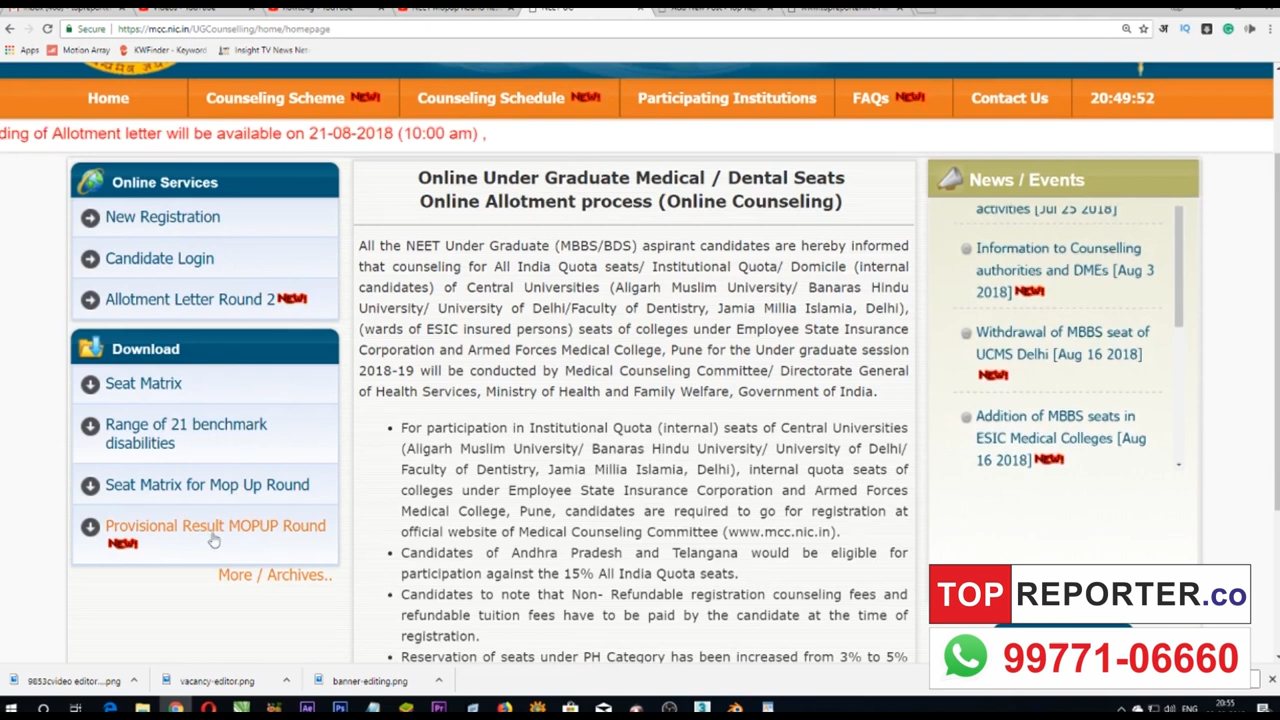 Secure
https://mcc.nic.in/UGCounselling/home/homepage
Apps
Motion Array
KWFinder - Keyword
Insight TV News Net
Home
Counseling Scheme NEW!
Counseling Schedule NEW!
Participating Institutions
FAQs NEW!
Contact Us
20:49:52
ding of Allotment letter will be available on 21-08-2018 (10:00 am) ,
Online Services
New Registration
Candidate Login
Allotment Letter Round 2 NEW!
Download
Seat Matrix
Range of 21 benchmark
disabilities
Seat Matrix for Mop Up Round
Provisional Result MOPUP Round
NEW!
More / Archives..
Online Under Graduate Medical / Dental Seats
Online Allotment process (Online Counseling)
All the NEET Under Graduate (MBBS/BDS) aspirant candidates are hereby informed
that counseling for All India Quota seats/ Institutional Quota/ Domicile (internal
candidates) of Central Universities (Aligarh Muslim University/ Banaras Hindu
University/ University of Delhi/Faculty of Dentistry, Jamia Millia Islamia, Delhi),
(wards of ESIC insured persons) seats of colleges under Employee State Insurance
Corporation and Armed Forces Medical College, Pune for the Under graduate session
2018-19 will be conducted by Medical Counseling Committee/ Directorate General
of Health Services, Ministry of Health and Family Welfare, Government of India.
• For participation in Institutional Quota (internal) seats of Central Universities
(Aligarh Muslim University/ Banaras Hindu University/ University of Delhi/
Faculty of Dentistry, Jamia Millia Islamia, Delhi), internal quota seats of
colleges under Employee State Insurance Corporation and Armed Forces
Medical College, Pune, candidates are required to go for registration at
official website of Medical Counseling Committee (www.mcc.nic.in).
• Candidates of Andhra Pradesh and Telangana would be eligible for
participation against the 15% All India Quota seats.
• Candidates to note that Non- Refundable registration counseling fees and
refundable tuition fees have to be paid by the candidate at the time of
registration.
• Reservation of seats under PH Category has been increased from 3% to 5%
News / Events
activities [Jul 25 2018]
Information to Counselling
authorities and DMEs [Aug 3
2018] NEW!
Withdrawal of MBBS seat of
UCMS Delhi [Aug 16 2018]
NEW!
Addition of MBBS seats in
ESIC Medical Colleges [Aug
16 2018] NEW!
TOP REPORTER.co
99771-06660
9853cvideo editor....png
vacancy-editor.png
banner-editing.png
ENG
20:55